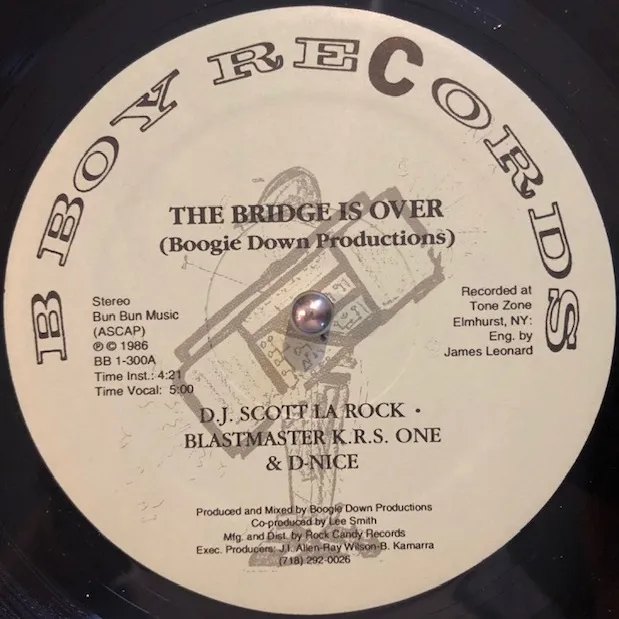 B BOY RECORDS
THE BRIDGE IS OVER
(Boogie Down Productions)
Stereo
Bun Bun Music
(ASCAP)
℗ © 1986
BB 1-300A
Time Inst.: 4:21
Time Vocal: 5:00
Recorded at
Tone Zone
Elmhurst, NY:
Eng. by
James Leonard
D.J. SCOTT LA ROCK •
BLASTMASTER K.R.S. ONE
& D-NICE
Produced and Mixed by Boogie Down Productions
Co-produced by Lee Smith
Mfg. and Dist. by Rock Candy Records
Exec. Producers: J.I. Allen-Ray Wilson-B. Kamarra
(718) 292-0026